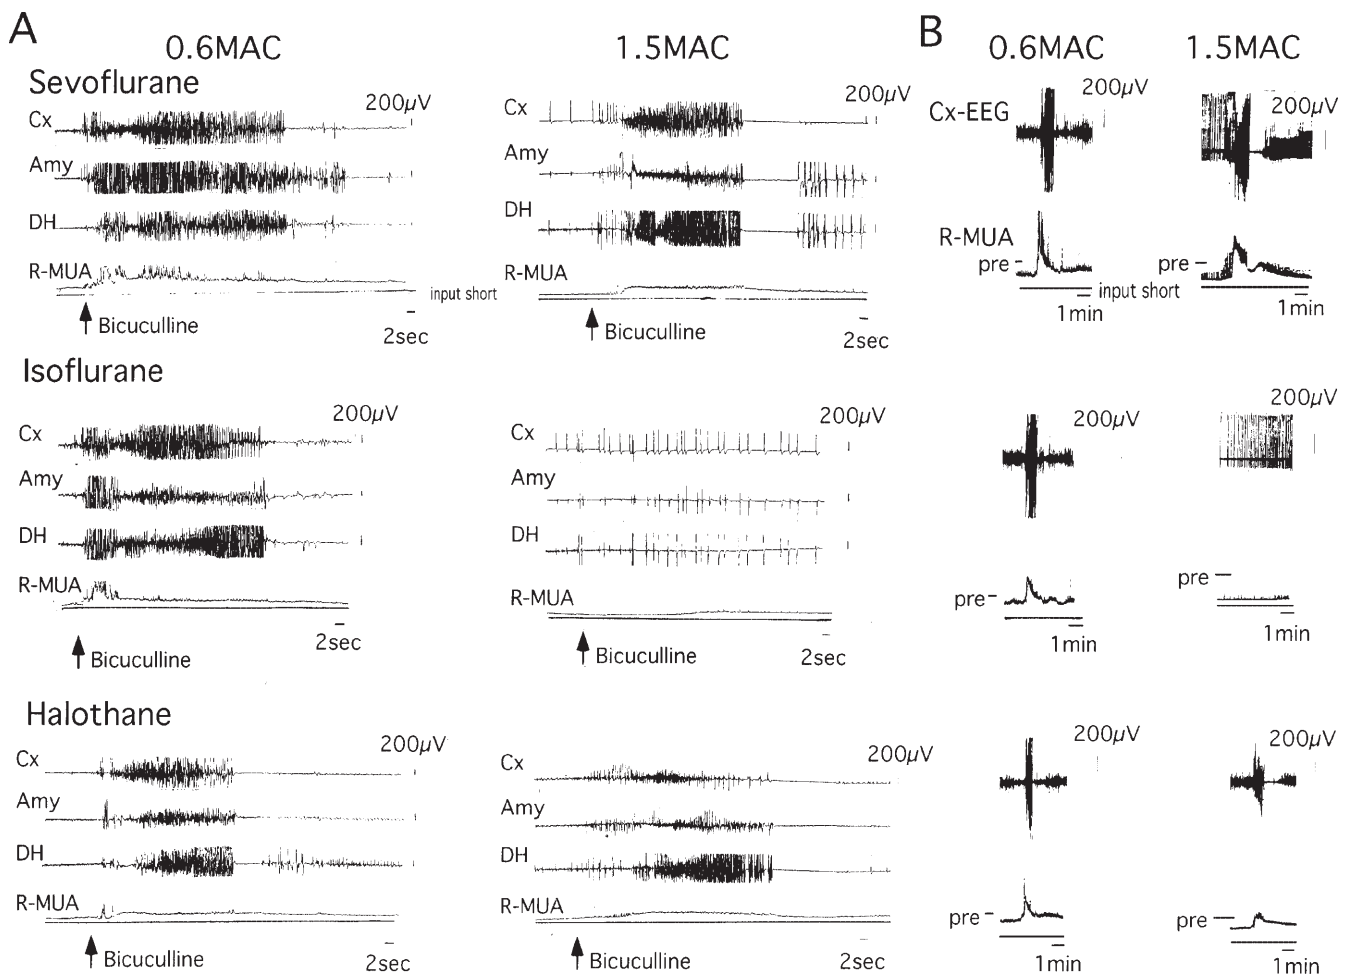 A
0.6MAC
1.5MAC
B
0.6MAC
1.5MAC
Sevoflurane
Cx
200µV
Amy
DH
R-MUA
input short
Bicuculline
2sec
Cx
200µV
Amy
DH
R-MUA
Bicuculline
2sec
Cx-EEG
200µV
R-MUA
pre
input short
1min
200µV
pre
1min
Isoflurane
Cx
200µV
Amy
DH
R-MUA
Bicuculline
2sec
Cx
200µV
Amy
DH
R-MUA
Bicuculline
2sec
200µV
pre
1min
200µV
pre
1min
Halothane
Cx
200µV
Amy
DH
R-MUA
Bicuculline
2sec
Cx
200µV
Amy
DH
R-MUA
Bicuculline
2sec
200µV
pre
1min
200µV
pre
1min